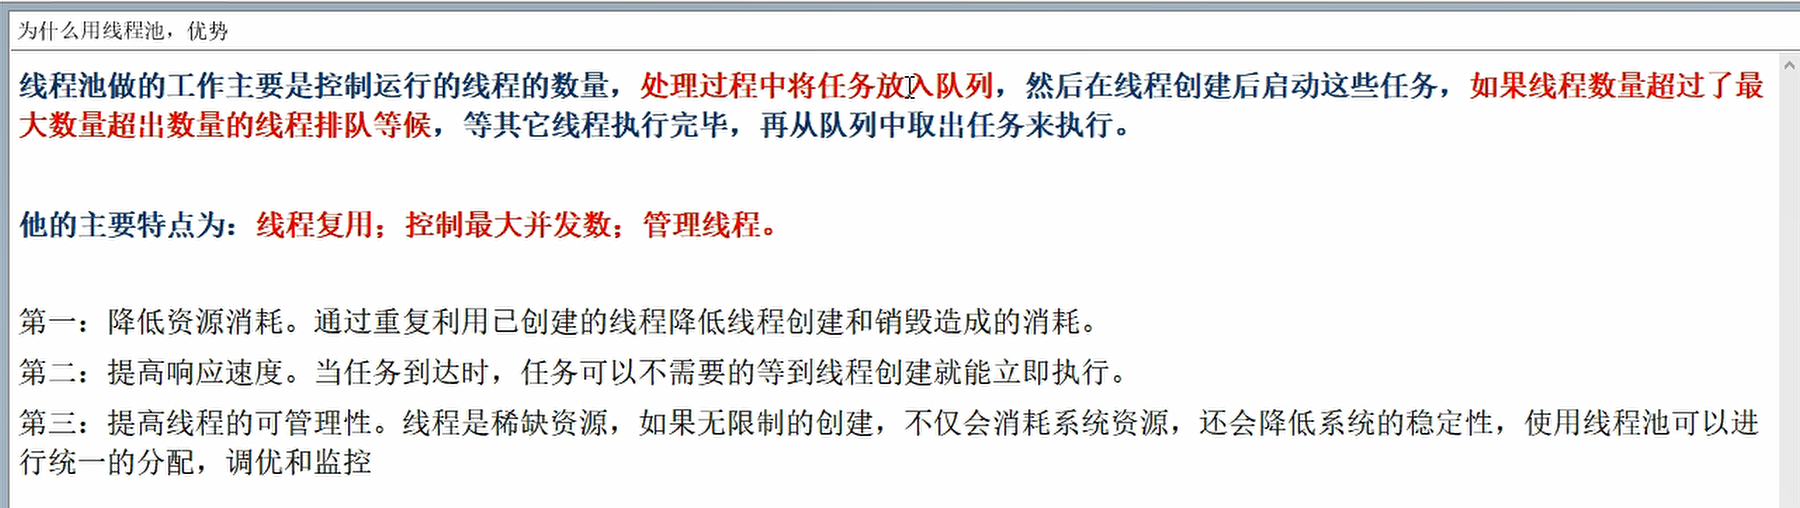 为什么用线程池，优势
线程池做的工作主要是控制运行的线程的数量，处理过程中将任务放入队列，然后在线程创建后启动这些任务，如果线程数量超过了最
大数量超出数量的线程排队等候，等其它线程执行完毕，再从队列中取出任务来执行。
他的主要特点为：线程复用；控制最大并发数；管理线程。
第一：降低资源消耗。通过重复利用已创建的线程降低线程创建和销毁造成的消耗。
第二：提高响应速度。当任务到达时，任务可以不需要的等到线程创建就能立即执行。
第三：提高线程的可管理性。线程是稀缺资源，如果无限制的创建，不仅会消耗系统资源，还会降低系统的稳定性，使用线程池可以进
行统一的分配，调优和监控